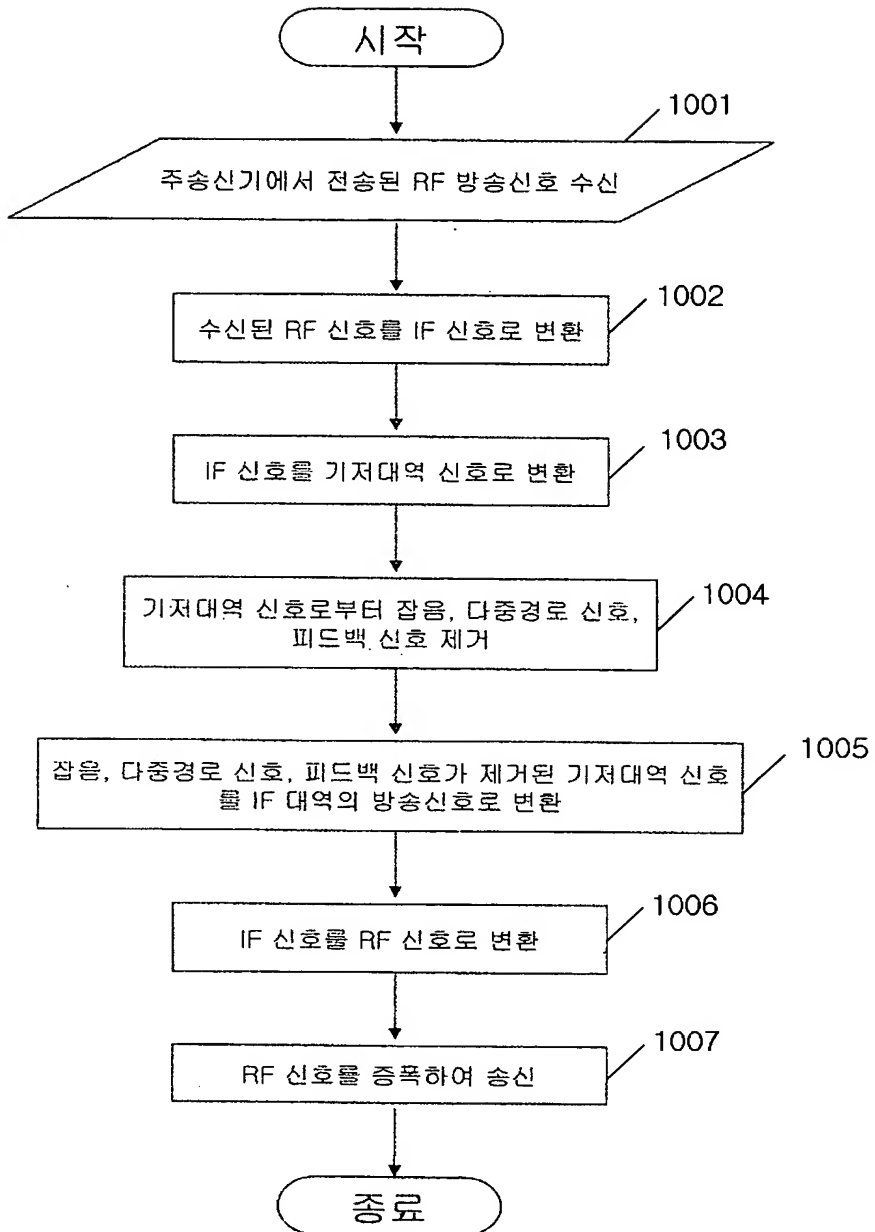 시작
1001
주송신기에서 전송된 RF 방송신호 수신
1002
수신된 RF 신호를 IF 신호로 변환
1003
IF 신호를 기저대역 신호로 변환
1004
기저대역 신호로부터 잡음, 다중경로 신호,
피드백 신호 제거
1005
잡음, 다중경로 신호, 피드백 신호가 제거된 기저대역 신호
를 IF 대역의 방송신호로 변환
1006
IF 신호를 RF 신호로 변환
1007
RF 신호를 증폭하여 송신
종료